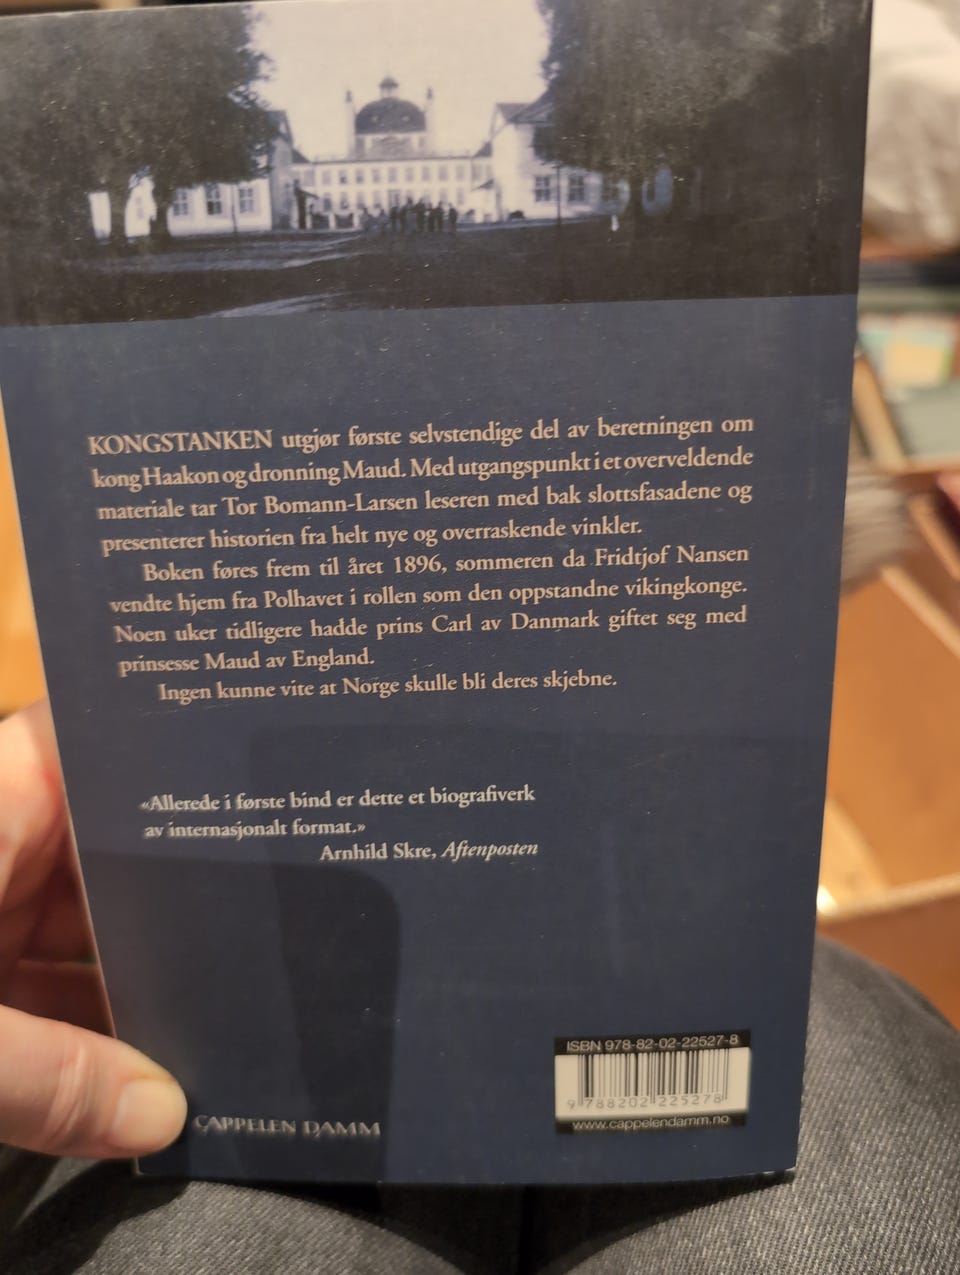 KONGSTANKEN utgjør første selvstendige del av beretningen om
kong Haakon og dronning Maud. Med utgangspunkt i et overveldende
materiale tar Tor Bomann-Larsen leseren med bak slottsfasadene og
presenterer historien fra helt nye og overraskende vinkler.
Boken føres frem til året 1896, sommeren da Fridtjof Nansen
vendte hjem fra Polhavet i rollen som den oppstandne vikingkonge.
Noen uker tidligere hadde prins Carl av Danmark giftet seg med
prinsesse Maud av England.
Ingen kunne vite at Norge skulle bli deres skjebne.
«Allerede i første bind er dette et biografiverk
av internasjonalt format.»
Arnhild Skre, Aftenposten
ISBN 978-82-02-22527-8
9 788202 225278
www.cappelendamm.no
CAPPELEN DAMM